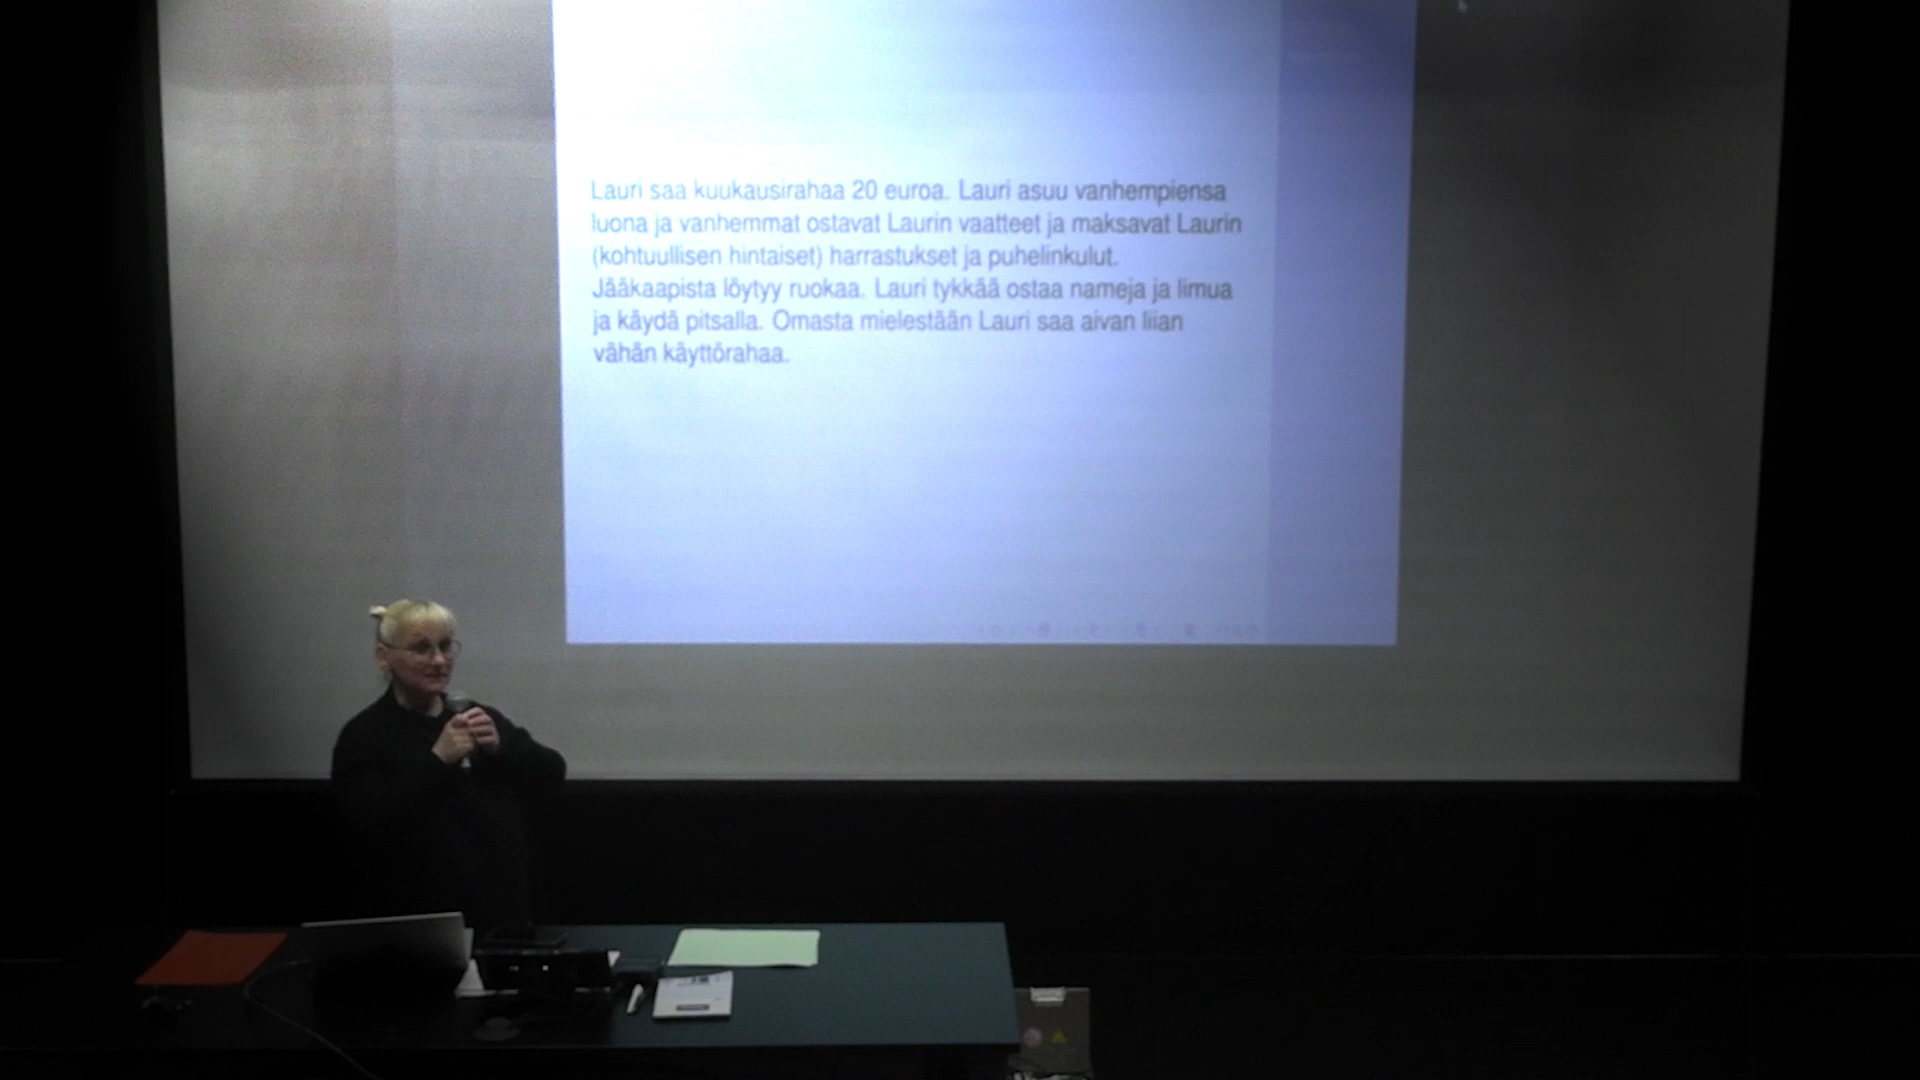 Lauri saa kuukausirahaa 20 euroa. Lauri asuu vanhempiensa
luona ja vanhemmat ostavat Laurin vaatteet ja maksavat Laurin
(kohtuullisen hintaiset) harrastukset ja puhelinkulut.
Jääkaapista löytyy ruokaa. Lauri tykkää ostaa nameja ja limua
ja käydä pitsalla. Omasta mielestään Lauri saa aivan liian
vähän käyttörahaa.